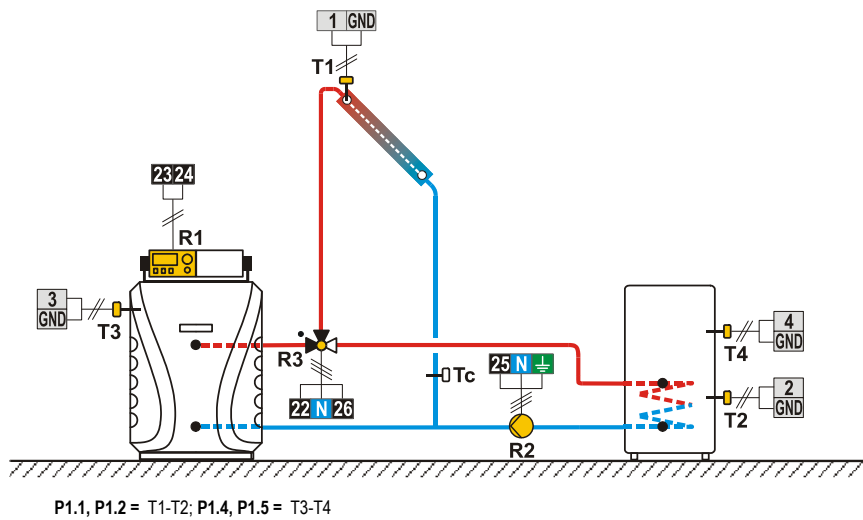 1 GND
T1
23 24
R1
3
GND
T3
R3
22 N 26
Tc
25 N
R2
4
GND
T4
2
GND
T2
P1.1, P1.2 = T1-T2; P1.4, P1.5 = T3-T4